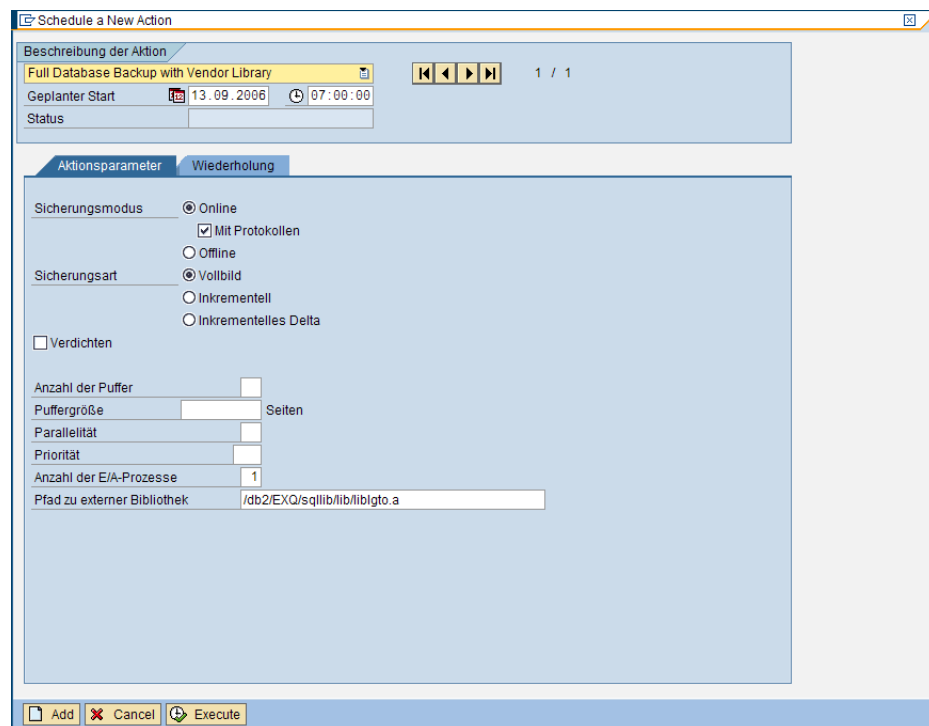 Schedule a New Action
Beschreibung der Aktion
Full Database Backup with Vendor Library
1 / 1
Geplanter Start 13.09.2006 07:00:00
Status
Aktionsparameter Wiederholung
Sicherungsmodus Online
Mit Protokollen
Offline
Sicherungsart Vollbild
Inkrementell
Inkrementelles Delta
Verdichten
Anzahl der Puffer
Puffergröße Seiten
Parallelität
Priorität
Anzahl der E/A-Prozesse 1
Pfad zu externer Bibliothek /db2/EXQ/sqllib/lib/liblgto.a
Add Cancel Execute